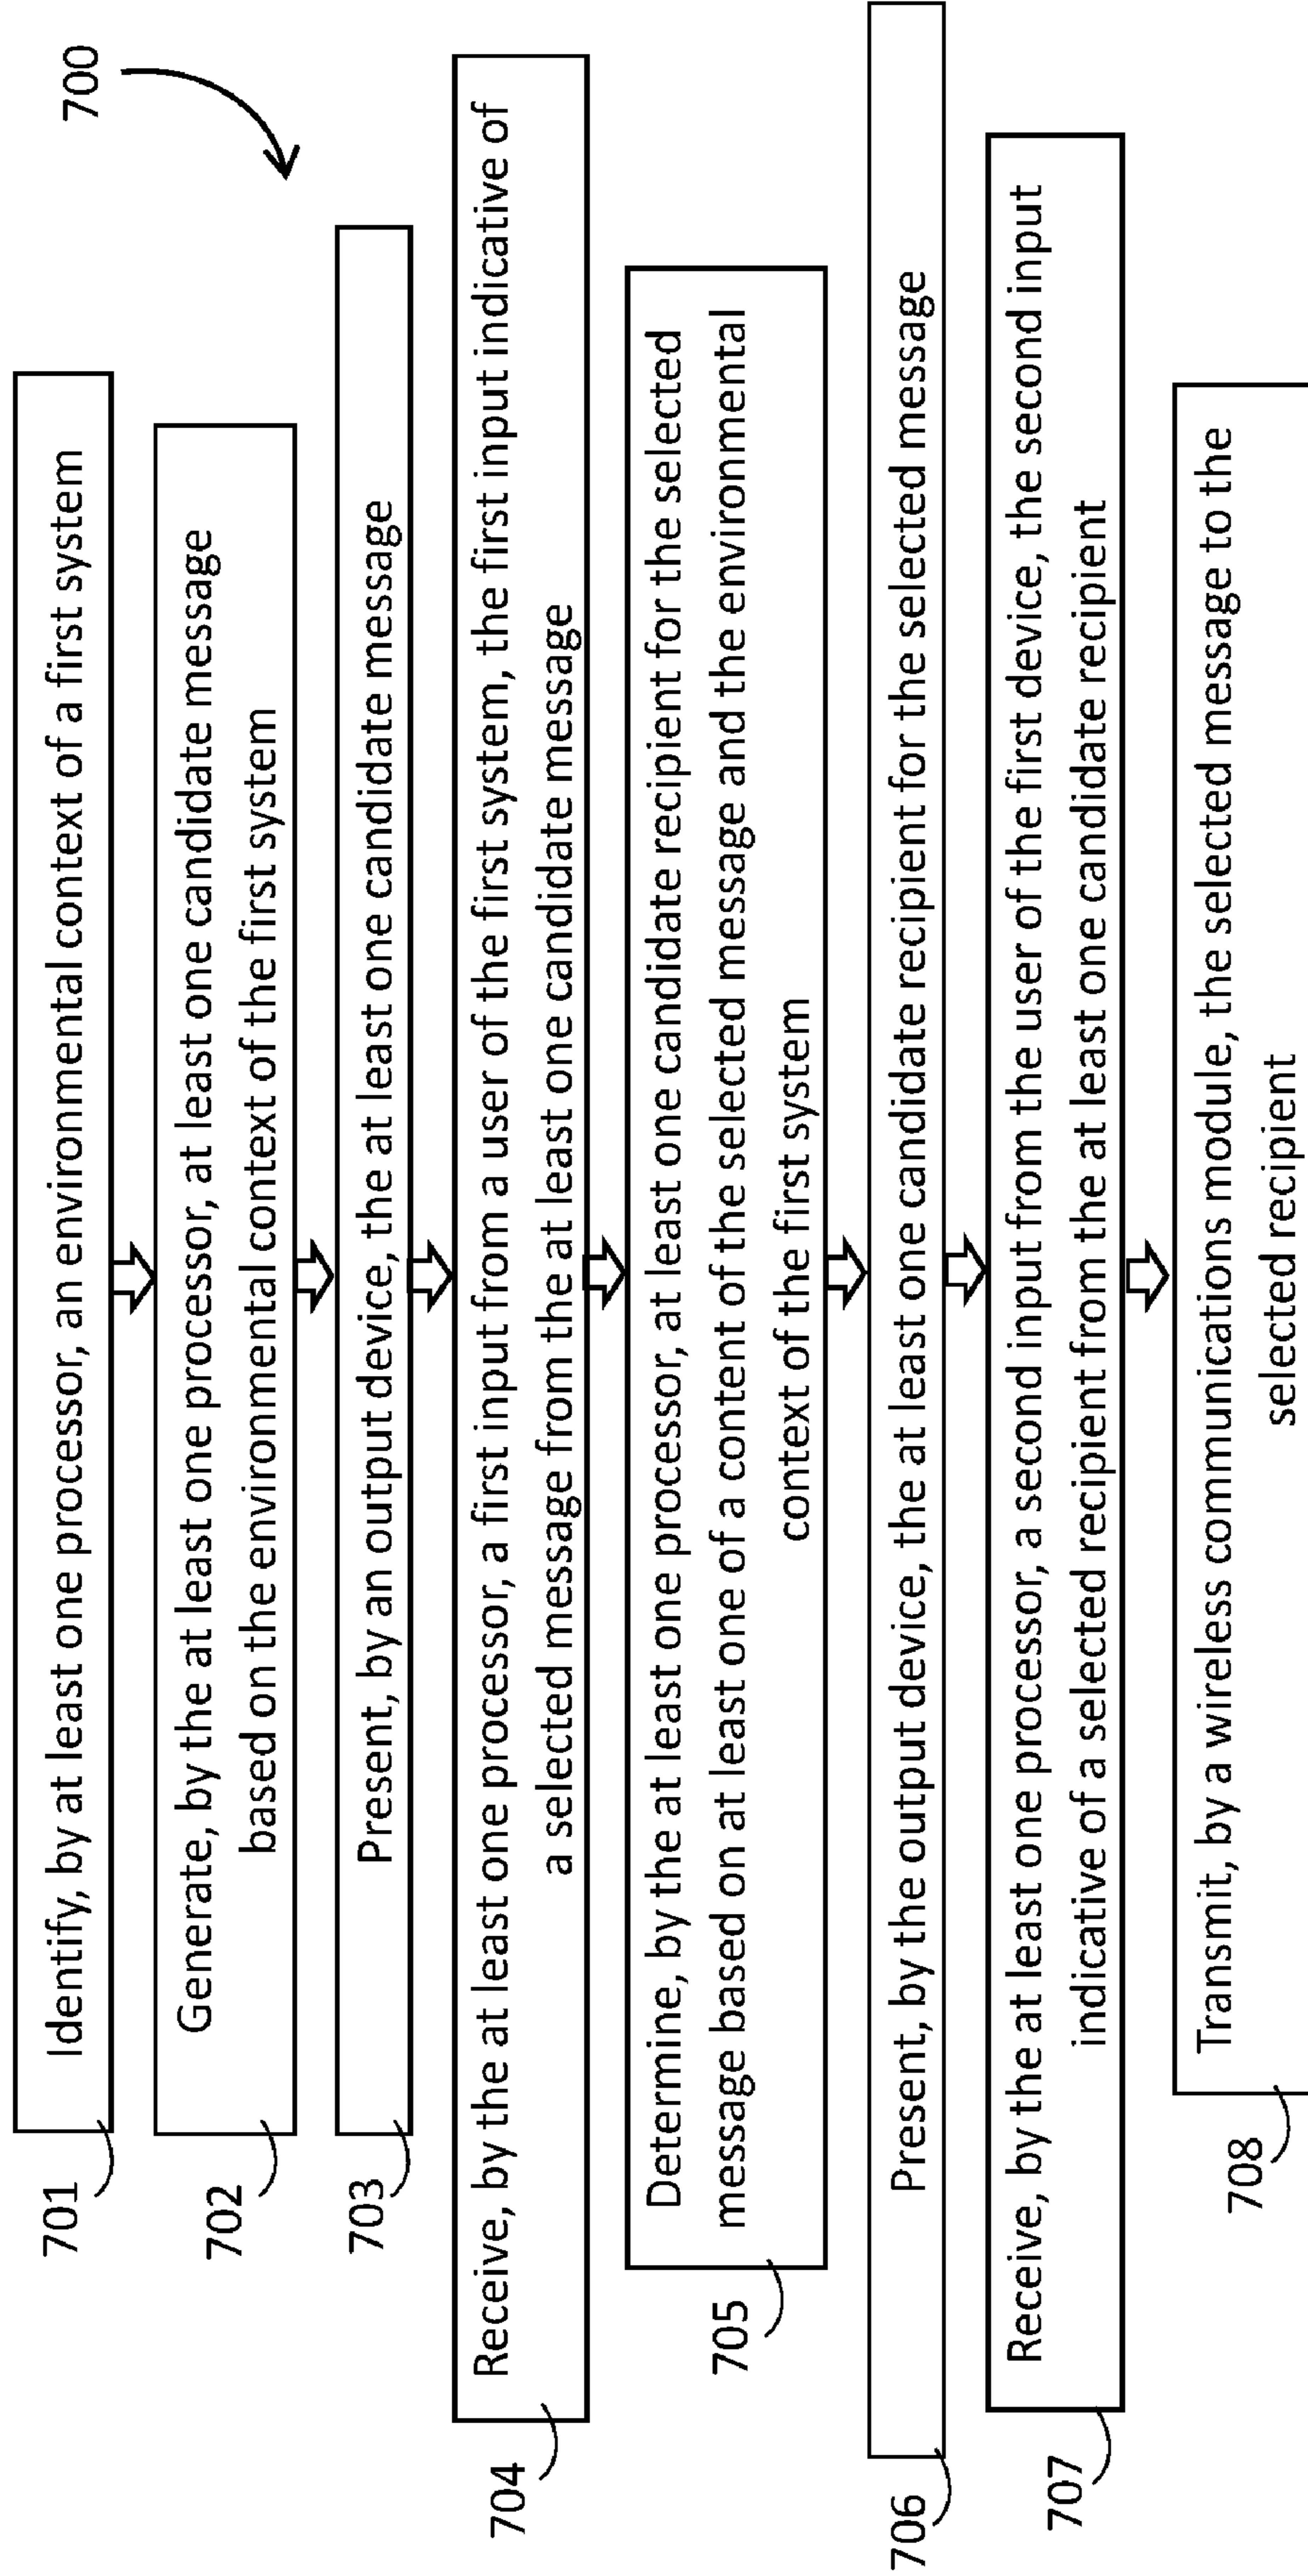 700
701
Identify, by at least one processor, an environmental context of a first system
702
Generate, by the at least one processor, at least one candidate message
based on the environmental context of the first system
703
Present, by an output device, the at least one candidate message
704
Receive, by the at least one processor, a first input from a user of the first system, the first input indicative of
a selected message from the at least one candidate message
705
Determine, by the at least one processor, at least one candidate recipient for the selected
message based on at least one of a content of the selected message and the environmental
context of the first system
706
Present, by the output device, the at least one candidate recipient for the selected message
707
Receive, by the at least one processor, a second input from the user of the first device, the second input
indicative of a selected recipient from the at least one candidate recipient
708
Transmit, by a wireless communications module, the selected message to the
selected recipient